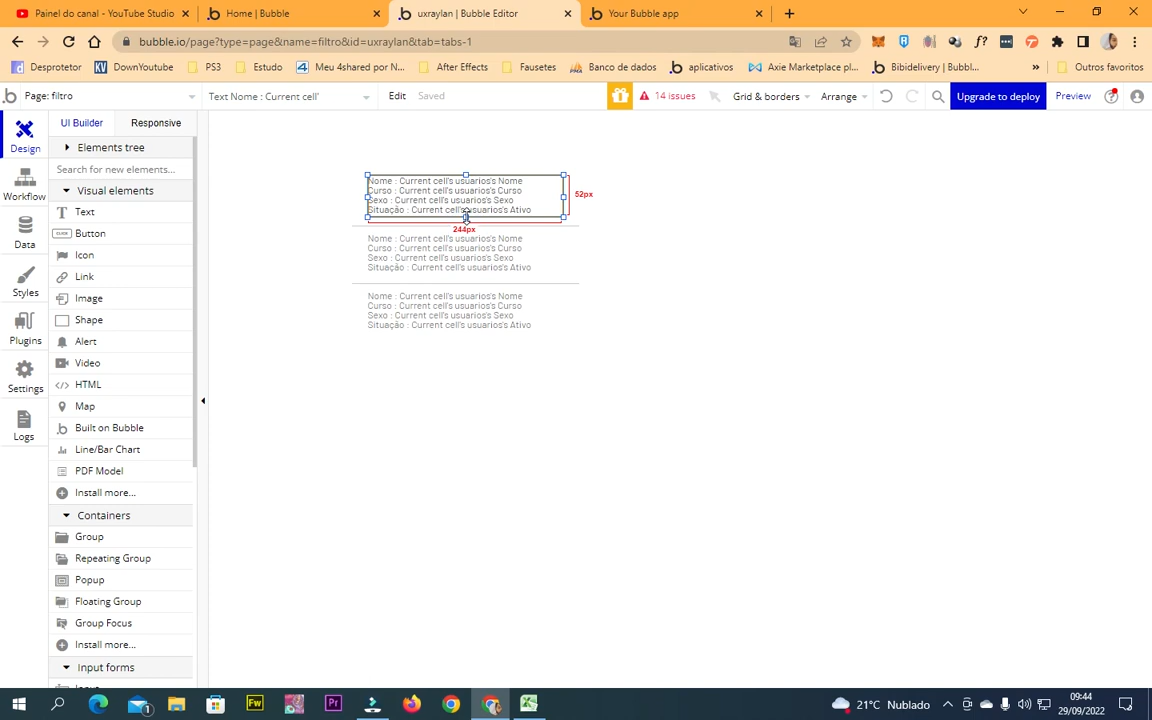 Painel do canal - YouTube Studio
Home | Bubble
uxraylan | Bubble Editor
Your Bubble app
bubble.io/page?type=page&name=filtro&id=uxraylan&tab=tabs-1
Desprotetor
DownYoutube
PS3
Estudo
Meu 4shared por N...
After Effects
Fausetes
Banco de dados
aplicativos
Axie Marketplace pl...
Bibidelivery | Bubbl...
Outros favoritos
Page: filtro
Text Nome : Current cell'
Edit
Saved
14 issues
Grid & borders
Arrange
Upgrade to deploy
Preview
Design
Workflow
Data
Styles
Plugins
Settings
Logs
UI Builder
Responsive
Elements tree
Search for new elements...
Visual elements
Text
Button
Icon
Link
Image
Shape
Alert
Video
HTML
Map
Built on Bubble
Line/Bar Chart
PDF Model
Install more...
Containers
Group
Repeating Group
Popup
Floating Group
Group Focus
Install more...
Input forms
Nome : Current cell's usuarios's Nome
Curso : Current cell's usuarios's Curso
Sexo : Current cell's usuarios's Sexo
Situação : Current cell's usuarios's Ativo
52px
244px
Nome : Current cell's usuarios's Nome
Curso : Current cell's usuarios's Curso
Sexo : Current cell's usuarios's Sexo
Situação : Current cell's usuarios's Ativo
Nome : Current cell's usuarios's Nome
Curso : Current cell's usuarios's Curso
Sexo : Current cell's usuarios's Sexo
Situação : Current cell's usuarios's Ativo
21°C Nublado
09:44
29/09/2022